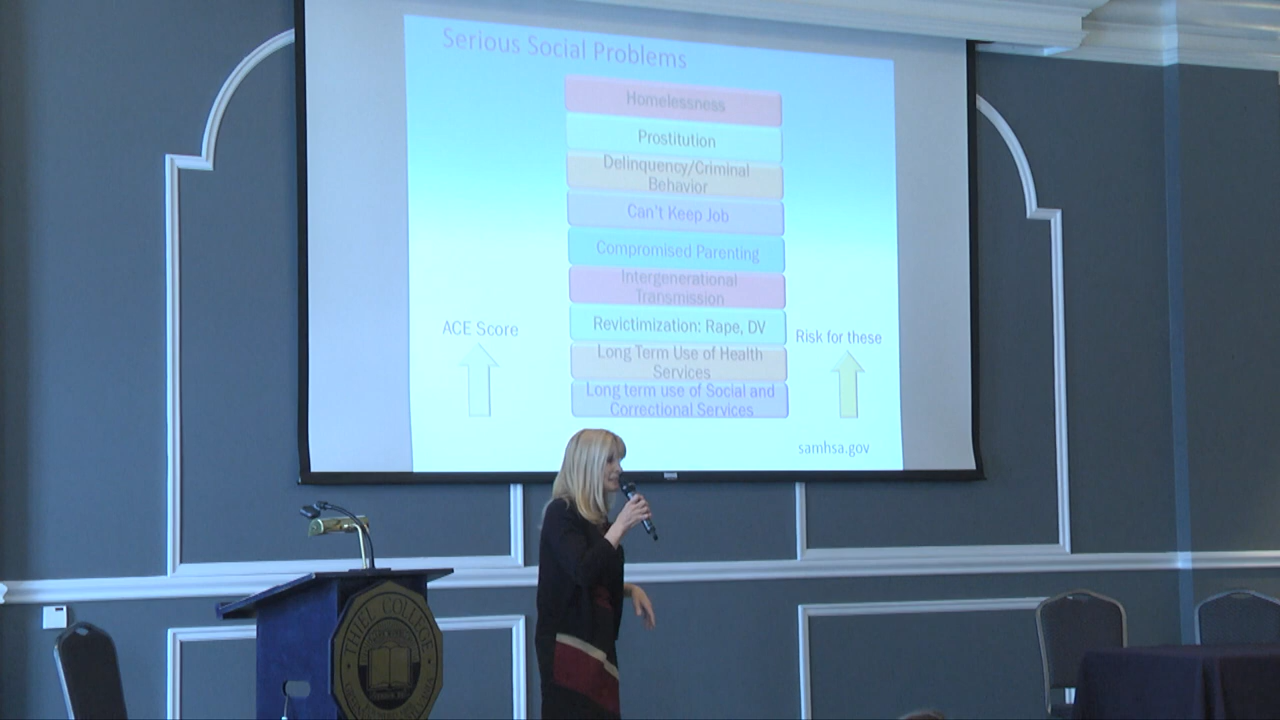 Serious Social Problems
Homelessness
Prostitution
Delinquency/Criminal
Behavior
Can't Keep Job
Compromised Parenting
Intergenerational
Transmission
Revictimization: Rape, DV
Long Term Use of Health
Services
Long term use of Social and
Correctional Services
ACE Score
Risk for these
samhsa.gov
THIEL COLLEGE